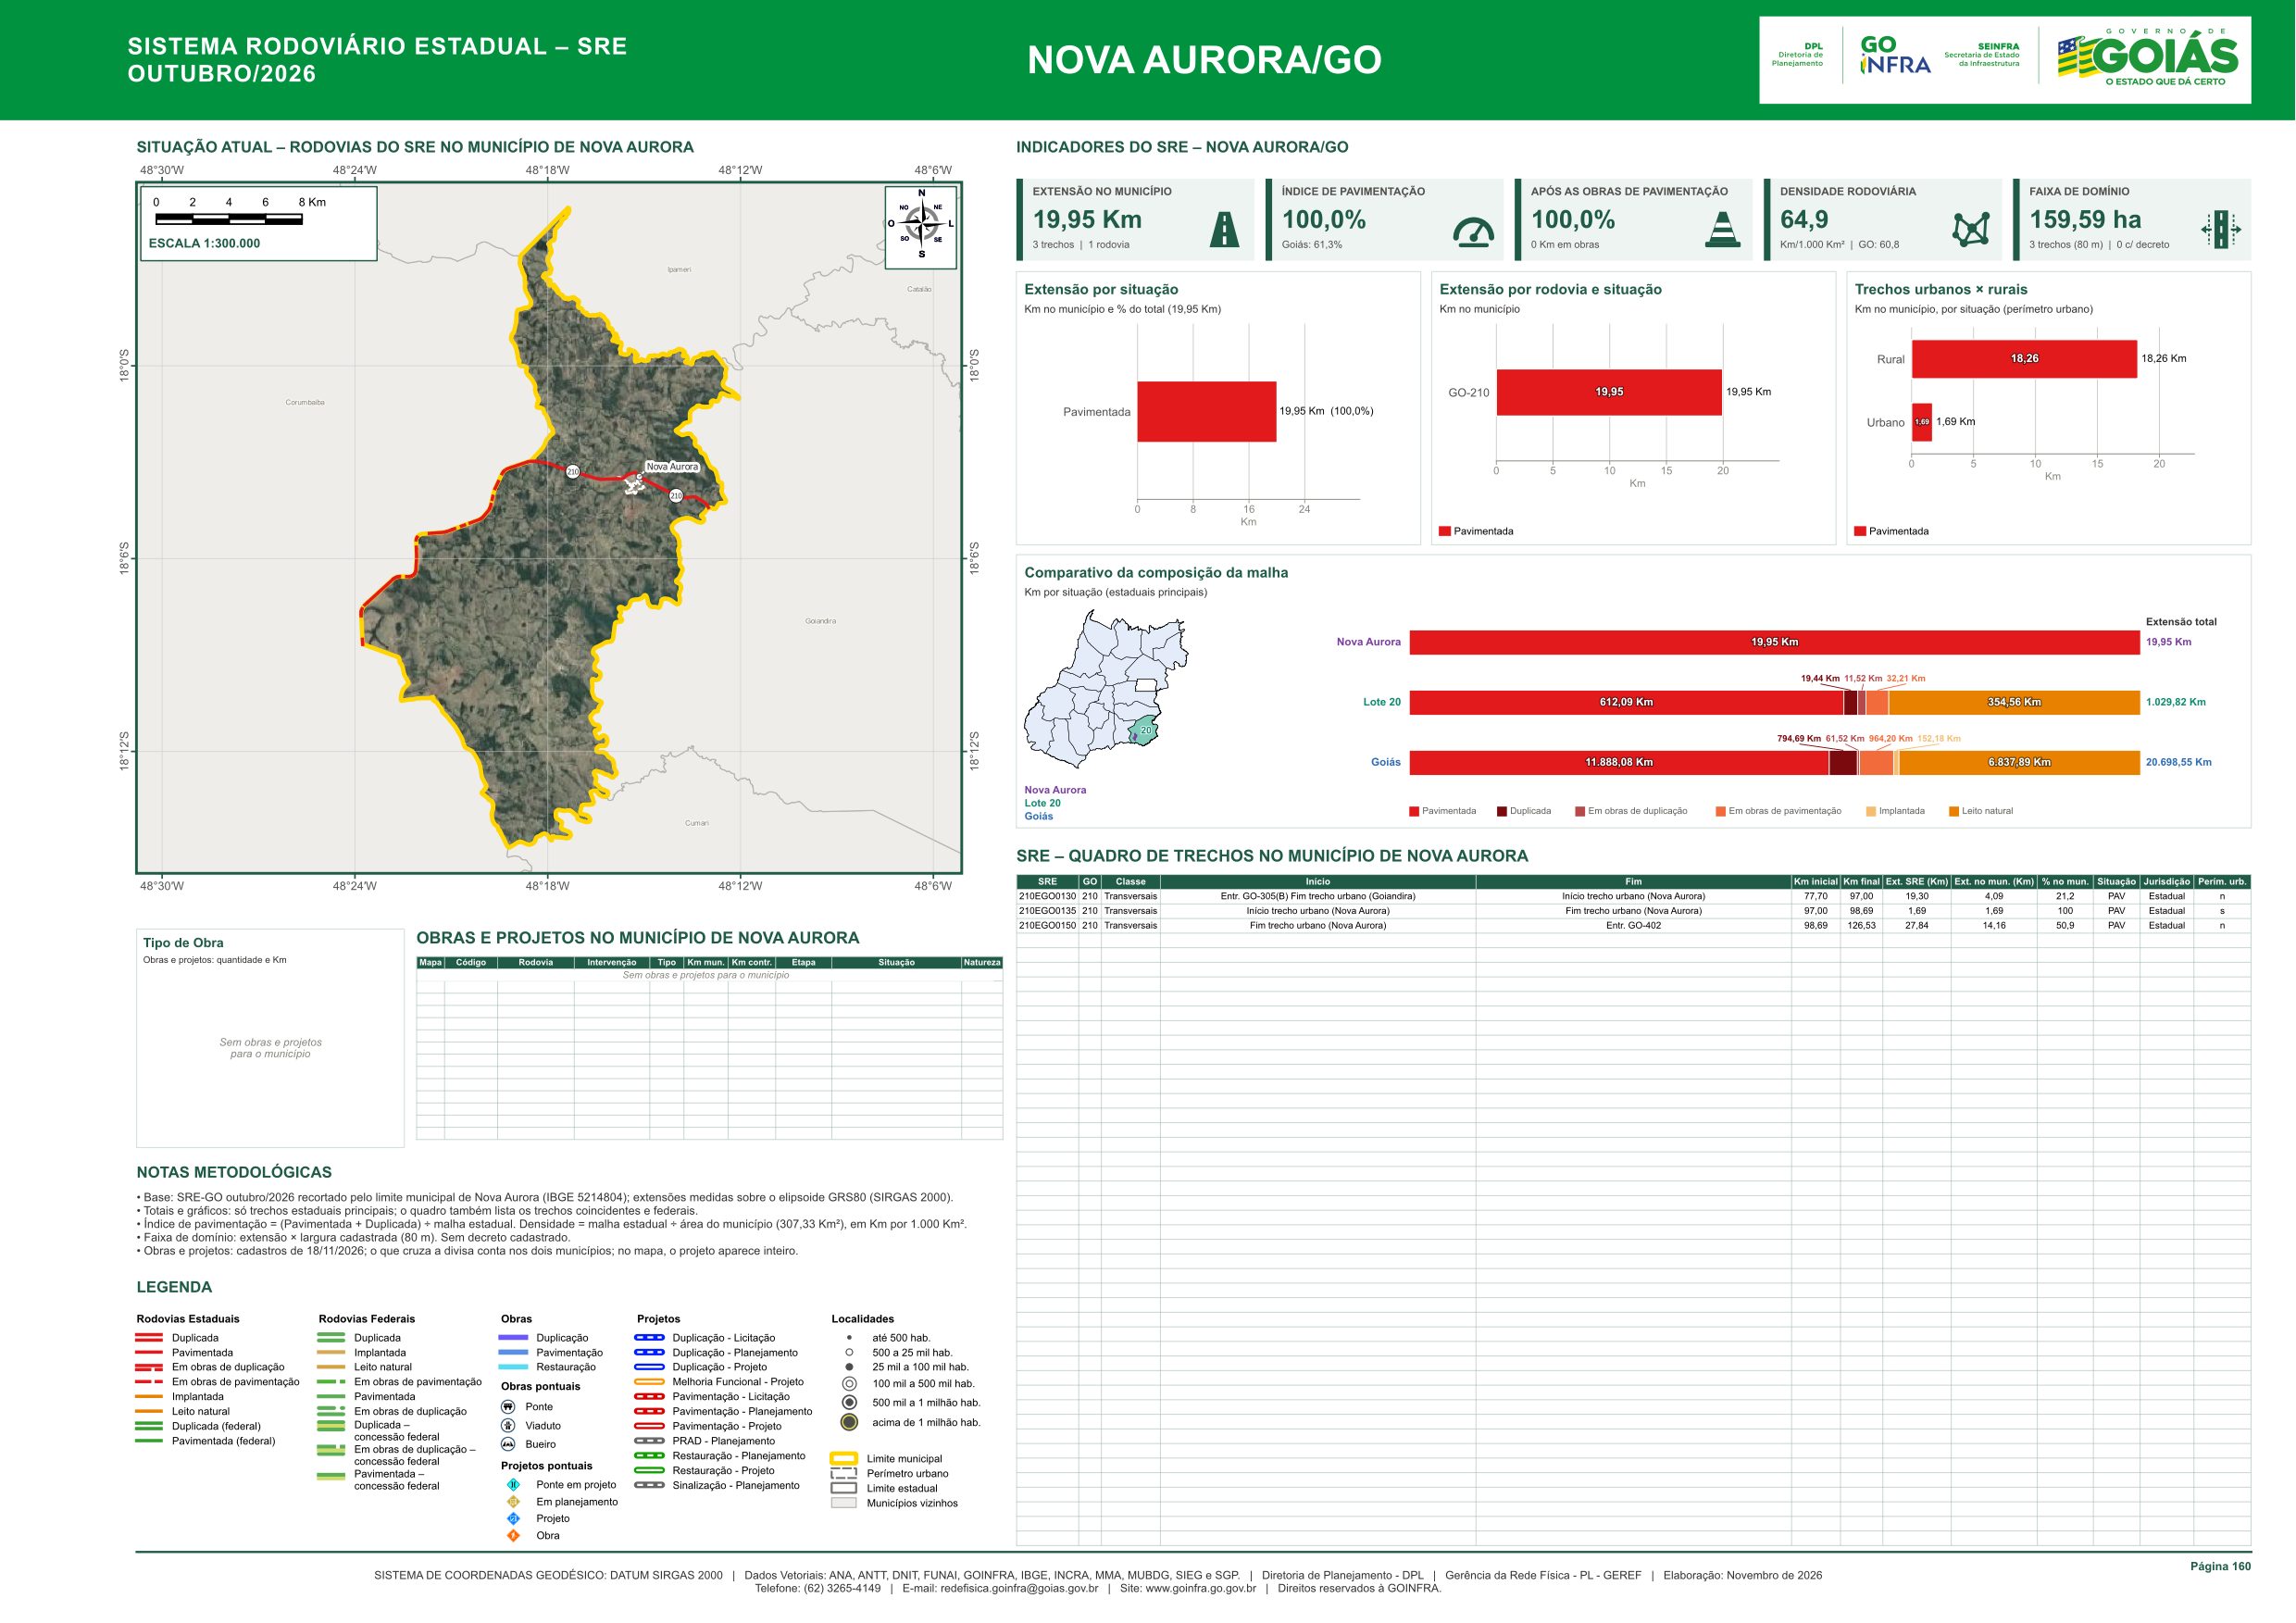 SISTEMA RODOVIÁRIO ESTADUAL – SRE
OUTUBRO/2026
NOVA AURORA/GO
DPL
Diretoria de
Planejamento
GO
iNFRA
SEINFRA
Secretaria de Estado
da Infraestrutura
GOVERNO DE
GOIÁS
O ESTADO QUE DÁ CERTO
SITUAÇÃO ATUAL – RODOVIAS DO SRE NO MUNICÍPIO DE NOVA AURORA
48°30'W 48°24'W 48°18'W 48°12'W 48°6'W
0 2 4 6 8 Km
ESCALA 1:300.000
N
NO NE
O L
SO SE
S
Ipameri
Catalão
18°0'S 18°0'S
Corumbaíba
Nova Aurora
210
210
18°6'S 18°6'S
Goiandira
18°12'S 18°12'S
Cumari
48°30'W 48°24'W 48°18'W 48°12'W 48°6'W
Tipo de Obra
Obras e projetos: quantidade e Km
Sem obras e projetos
para o município
OBRAS E PROJETOS NO MUNICÍPIO DE NOVA AURORA
Mapa Código Rodovia Intervenção Tipo Km mun. Km contr. Etapa Situação Natureza
Sem obras e projetos para o município
NOTAS METODOLÓGICAS
• Base: SRE-GO outubro/2026 recortado pelo limite municipal de Nova Aurora (IBGE 5214804); extensões medidas sobre o elipsoide GRS80 (SIRGAS 2000).
• Totais e gráficos: só trechos estaduais principais; o quadro também lista os trechos coincidentes e federais.
• Índice de pavimentação = (Pavimentada + Duplicada) ÷ malha estadual. Densidade = malha estadual ÷ área do município (307,33 Km²), em Km por 1.000 Km².
• Faixa de domínio: extensão × largura cadastrada (80 m). Sem decreto cadastrado.
• Obras e projetos: cadastros de 18/11/2026; o que cruza a divisa conta nos dois municípios; no mapa, o projeto aparece inteiro.
LEGENDA
Rodovias Estaduais
Duplicada
Pavimentada
Em obras de duplicação
Em obras de pavimentação
Implantada
Leito natural
Duplicada (federal)
Pavimentada (federal)
Rodovias Federais
Duplicada
Implantada
Leito natural
Em obras de pavimentação
Pavimentada
Em obras de duplicação
Duplicada –
concessão federal
Em obras de duplicação –
concessão federal
Pavimentada –
concessão federal
Obras
Duplicação
Pavimentação
Restauração
Obras pontuais
Ponte
Viaduto
Bueiro
Projetos pontuais
Ponte em projeto
Em planejamento
Projeto
Obra
Projetos
Duplicação - Licitação
Duplicação - Planejamento
Duplicação - Projeto
Melhoria Funcional - Projeto
Pavimentação - Licitação
Pavimentação - Planejamento
Pavimentação - Projeto
PRAD - Planejamento
Restauração - Planejamento
Restauração - Projeto
Sinalização - Planejamento
Localidades
até 500 hab.
500 a 25 mil hab.
25 mil a 100 mil hab.
100 mil a 500 mil hab.
500 mil a 1 milhão hab.
acima de 1 milhão hab.
Limite municipal
Perímetro urbano
Limite estadual
Municípios vizinhos
INDICADORES DO SRE – NOVA AURORA/GO
EXTENSÃO NO MUNICÍPIO
19,95 Km
3 trechos | 1 rodovia
ÍNDICE DE PAVIMENTAÇÃO
100,0%
Goiás: 61,3%
APÓS AS OBRAS DE PAVIMENTAÇÃO
100,0%
0 Km em obras
DENSIDADE RODOVIÁRIA
64,9
Km/1.000 Km² | GO: 60,8
FAIXA DE DOMÍNIO
159,59 ha
3 trechos (80 m) | 0 c/ decreto
Extensão por situação
Km no município e % do total (19,95 Km)
Pavimentada
19,95 Km (100,0%)
0 8 16 24
Km
Extensão por rodovia e situação
Km no município
GO-210
19,95
19,95 Km
0 5 10 15 20
Km
Pavimentada
Trechos urbanos × rurais
Km no município, por situação (perímetro urbano)
Rural
18,26
18,26 Km
Urbano
1,69
1,69 Km
0 5 10 15 20
Km
Pavimentada
Comparativo da composição da malha
Km por situação (estaduais principais)
20
Nova Aurora
Lote 20
Goiás
Extensão total
Nova Aurora 19,95 Km 19,95 Km
19,44 Km 11,52 Km 32,21 Km
Lote 20 612,09 Km 354,56 Km 1.029,82 Km
794,69 Km 61,52 Km 964,20 Km 152,18 Km
Goiás 11.888,08 Km 6.837,89 Km 20.698,55 Km
Pavimentada Duplicada Em obras de duplicação Em obras de pavimentação Implantada Leito natural
SRE – QUADRO DE TRECHOS NO MUNICÍPIO DE NOVA AURORA
SRE GO Classe Início Fim Km inicial Km final Ext. SRE (Km) Ext. no mun. (Km) % no mun. Situação Jurisdição Perím. urb.
210EGO0130 210 Transversais Entr. GO-305(B) Fim trecho urbano (Goiandira) Início trecho urbano (Nova Aurora) 77,70 97,00 19,30 4,09 21,2 PAV Estadual n
210EGO0135 210 Transversais Início trecho urbano (Nova Aurora) Fim trecho urbano (Nova Aurora) 97,00 98,69 1,69 1,69 100 PAV Estadual s
210EGO0150 210 Transversais Fim trecho urbano (Nova Aurora) Entr. GO-402 98,69 126,53 27,84 14,16 50,9 PAV Estadual n
Página 160
SISTEMA DE COORDENADAS GEODÉSICO: DATUM SIRGAS 2000 | Dados Vetoriais: ANA, ANTT, DNIT, FUNAI, GOINFRA, IBGE, INCRA, MMA, MUBDG, SIEG e SGP. | Diretoria de Planejamento - DPL | Gerência da Rede Física - PL - GEREF | Elaboração: Novembro de 2026
Telefone: (62) 3265-4149 | E-mail: redefisica.goinfra@goias.gov.br | Site: www.goinfra.go.gov.br | Direitos reservados à GOINFRA.